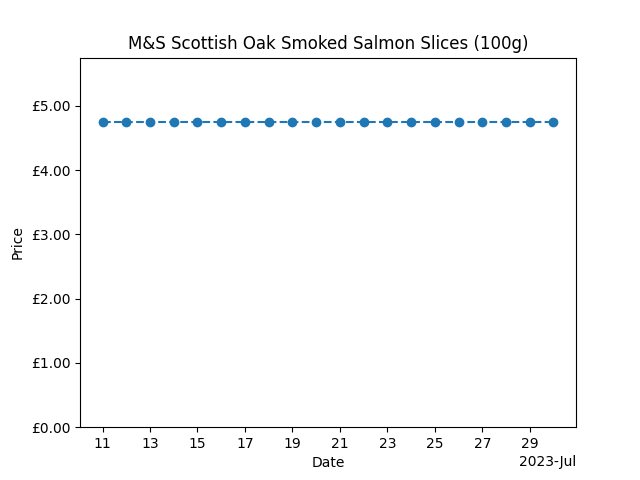 M&S Scottish Oak Smoked Salmon Slices (100g)
£5.00
£4.00
£3.00
£2.00
£1.00
£0.00
Price
11 13 15 17 19 21 23 25 27 29
2023-Jul
Date